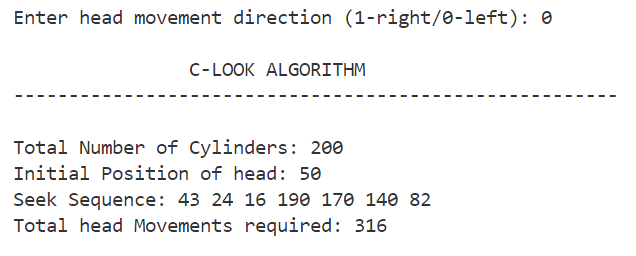 Enter head movement direction (1-right/0-left): 0
C-LOOK ALGORITHM
-------------------------------------------------------
Total Number of Cylinders: 200
Initial Position of head: 50
Seek Sequence: 43 24 16 190 170 140 82
Total head Movements required: 316